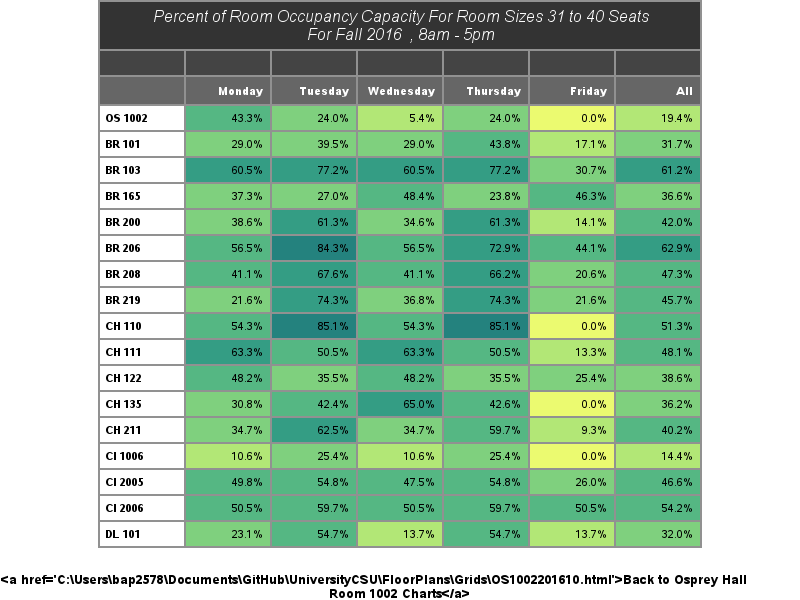 Percent of Room Occupancy Capacity For Room Sizes 31 to 40 Seats
For Fall 2016 , 8am - 5pm
Monday Tuesday Wednesday Thursday Friday All
OS 1002 43.3% 24.0% 5.4% 24.0% 0.0% 19.4%
BR 101 29.0% 39.5% 29.0% 43.8% 17.1% 31.7%
BR 103 60.5% 77.2% 60.5% 77.2% 30.7% 61.2%
BR 165 37.3% 27.0% 48.4% 23.8% 46.3% 36.6%
BR 200 38.6% 61.3% 34.6% 61.3% 14.1% 42.0%
BR 206 56.5% 84.3% 56.5% 72.9% 44.1% 62.9%
BR 208 41.1% 67.6% 41.1% 66.2% 20.6% 47.3%
BR 219 21.6% 74.3% 36.8% 74.3% 21.6% 45.7%
CH 110 54.3% 85.1% 54.3% 85.1% 0.0% 51.3%
CH 111 63.3% 50.5% 63.3% 50.5% 13.3% 48.1%
CH 122 48.2% 35.5% 48.2% 35.5% 25.4% 38.6%
CH 135 30.8% 42.4% 65.0% 42.6% 0.0% 36.2%
CH 211 34.7% 62.5% 34.7% 59.7% 9.3% 40.2%
CI 1006 10.6% 25.4% 10.6% 25.4% 0.0% 14.4%
CI 2005 49.8% 54.8% 47.5% 54.8% 26.0% 46.6%
CI 2006 50.5% 59.7% 50.5% 59.7% 50.5% 54.2%
DL 101 23.1% 54.7% 13.7% 54.7% 13.7% 32.0%
<a href='C:\Users\bap2578\Documents\GitHub\UniversityCSU\FloorPlans\Grids\OS1002201610.html'>Back to Osprey Hall
Room 1002 Charts</a>